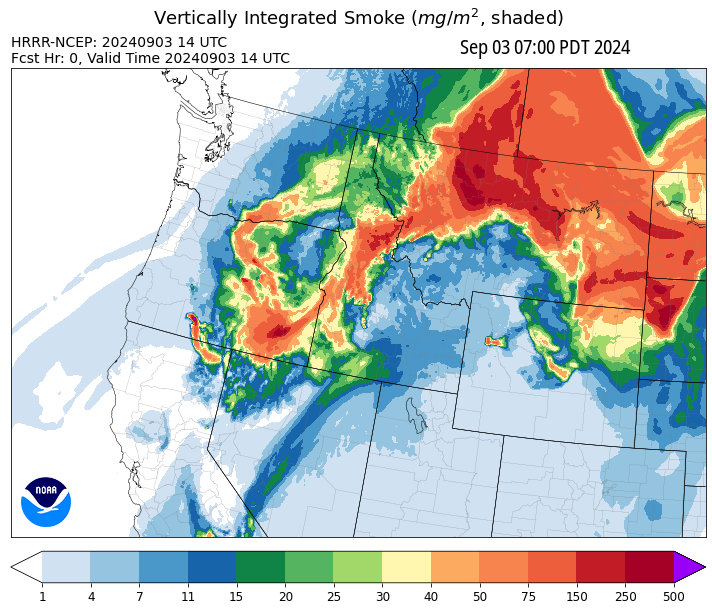 Vertically Integrated Smoke (mg/m², shaded)
HRRR-NCEP: 20240903 14 UTC
Sep 03 07:00 PDT 2024
Fcst Hr: 0, Valid Time 20240903 14 UTC
NOAA
1 4 7 11 15 20 25 30 40 50 75 150 250 500